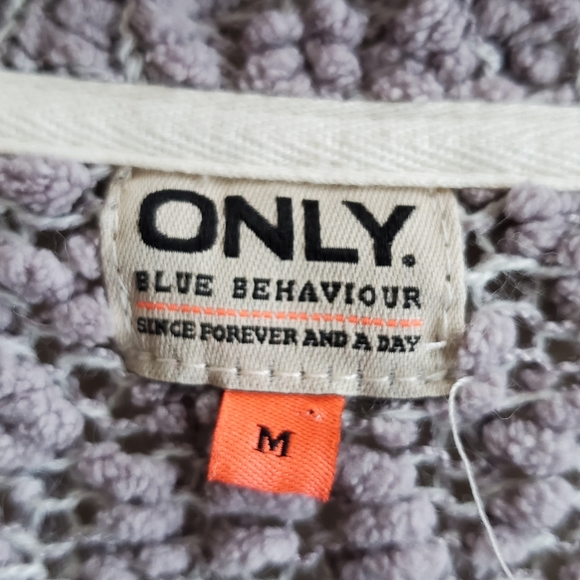 ONLY.
BLUE BEHAVIOUR
SINCE FOREVER AND A DAY
M